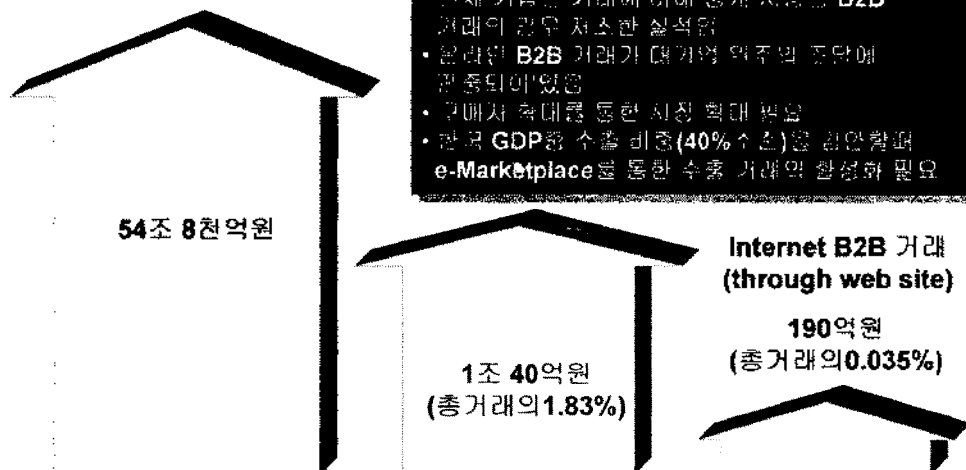 거래의 경우 저조한 실적임
• 온라인 B2B 거래가 대기업 위주의 조달에
편중되어 있음
• 구매자 확대를 통한 시장 확대 필요
• 한국 GDP중 수출 비중(40%수준)을 감안할때
e-Marketplace를 통한 수출 거래의 활성화 필요
54조 8천억원
Internet B2B 거래
(through web site)
190억원
(총거래의0.035%)
1조 40억원
(총거래의1.83%)